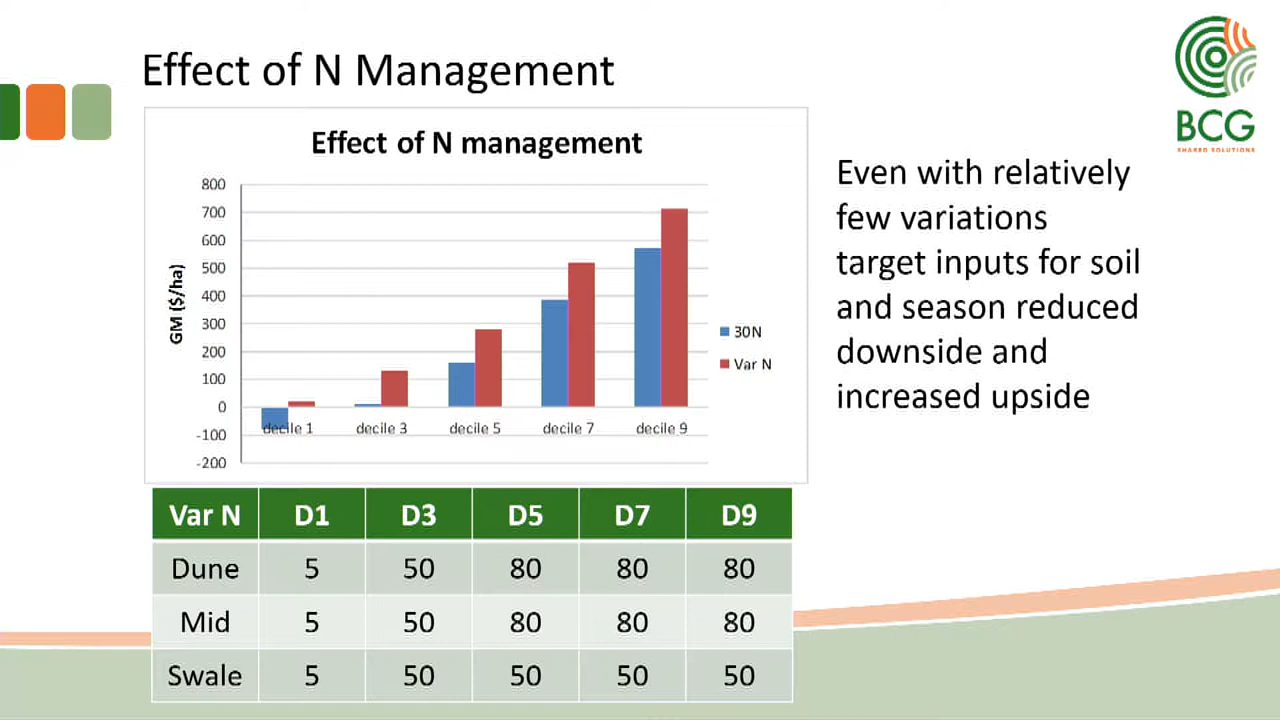 Effect of N Management
BCG
SHARED SOLUTIONS
Effect of N management
800
700
600
500
400
300
200
100
0
-100
-200
GM ($/ha)
decile 1 decile 3 decile 5 decile 7 decile 9
30N
Var N
Even with relatively
few variations
target inputs for soil
and season reduced
downside and
increased upside
Var N D1 D3 D5 D7 D9
Dune 5 50 80 80 80
Mid 5 50 80 80 80
Swale 5 50 50 50 50